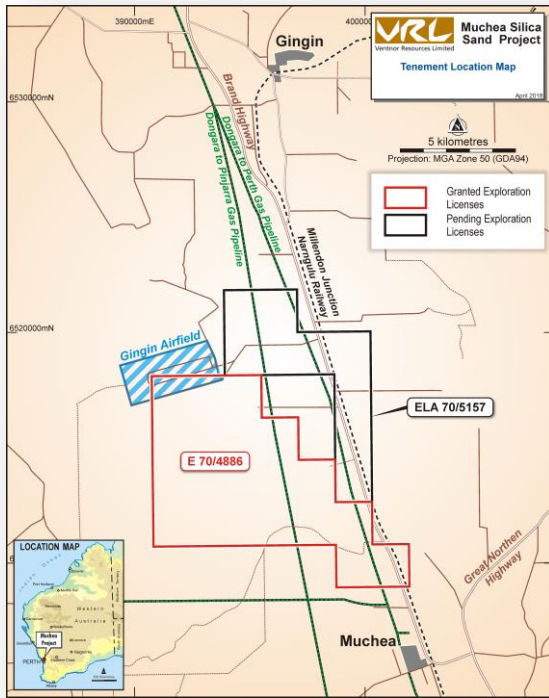 390000mE
400000
VRL
Ventnor Resources Limited
Muchea Silica
Sand Project
Tenement Location Map
April 2018
Gingin
6530000mN
Brand Highway
Dongara to Perth Gas Pipeline
Dongara to Pinjarra Gas Pipeline
5 kilometres
Projection: MGA Zone 50 (GDA94)
Granted Exploration
Licenses
Pending Exploration
Licenses
Millendon Junction
Narngulu Railway
6520000mN
Gingin Airfield
ELA 70/5157
E 70/4886
Great Northen
Highway
Muchea
LOCATION MAP
Western
Australia
Muchea
Project
PERTH